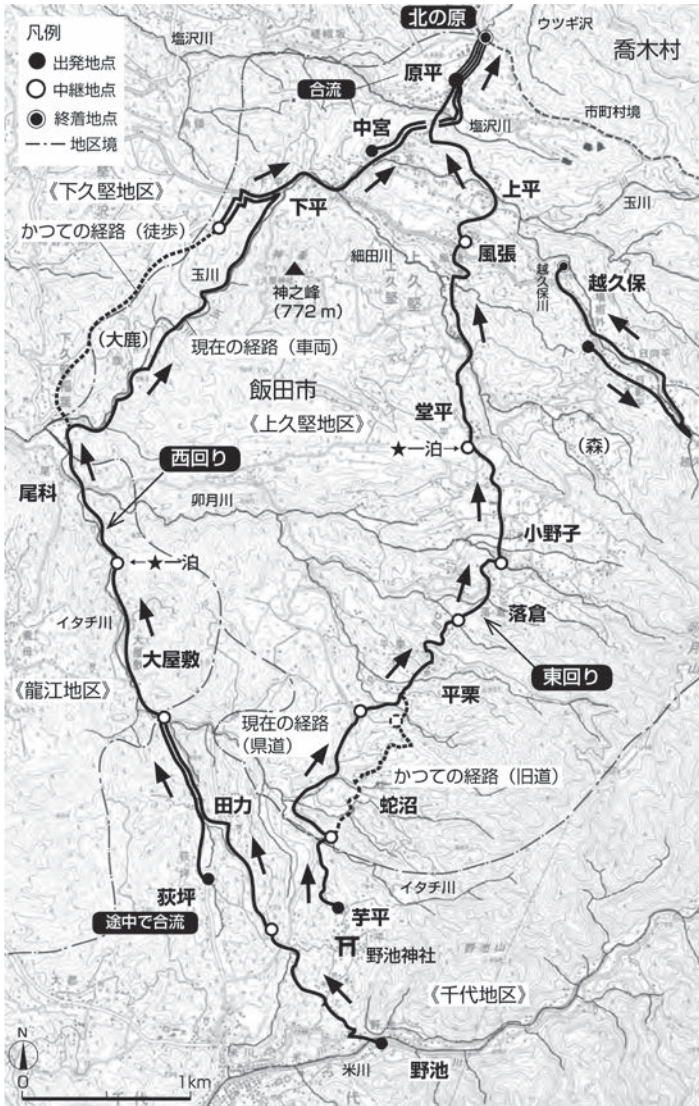 凡例
出発地点
中継地点
終着地点
地区境
北の原
ウツギ沢
喬木村
塩沢川
原平
合流
中宮
塩沢川
市町村境
《下久堅地区》
下平
上平
玉川
かつての経路(徒歩)
玉川
細田川
風張
越久保川
越久保
神之峰
(772 m)
上久堅
(大鹿)
現在の経路(車両)
飯田市
《上久堅地区》
堂平
★一泊→
(森)
西回り
尾科
卯月川
小野子
←★一泊
イタチ川
落倉
大屋敷
東回り
《龍江地区》
平栗
現在の経路
(県道)
かつての経路(旧道)
田力
蛇沼
イタチ川
荻坪
途中で合流
芋平
野池神社
野池山
《千代地区》
N
0
1km
米川
野池